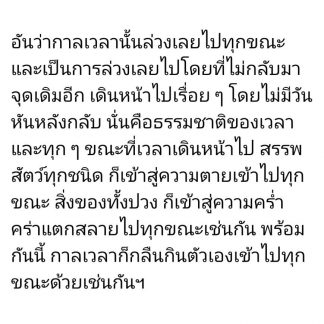 อันว่ากาลเวลานั้นล่วงเลยไปทุกขณะ
และเป็นการล่วงเลยไปโดยที่ไม่กลับมา
จุดเดิมอีก เดินหน้าไปเรื่อย ๆ โดยไม่มีวัน
หันหลังกลับ นั่นคือธรรมชาติของเวลา
และทุก ๆ ขณะที่เวลาเดินหน้าไป สรรพ
สัตว์ทุกชนิด ก็เข้าสู่ความตายเข้าไปทุก
ขณะ สิ่งของทั้งปวง ก็เข้าสู่ความคร่ำ
คร่าแตกสลายไปทุกขณะเช่นกัน พร้อม
กันนี้ กาลเวลาก็กลืนกินตัวเองเข้าไปทุก
ขณะด้วยเช่นกันฯ